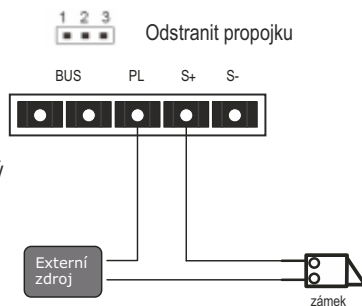 1 2 3
Odstranit propojku
BUS PL S+ S-
ý
Externí
zdroj
zámek